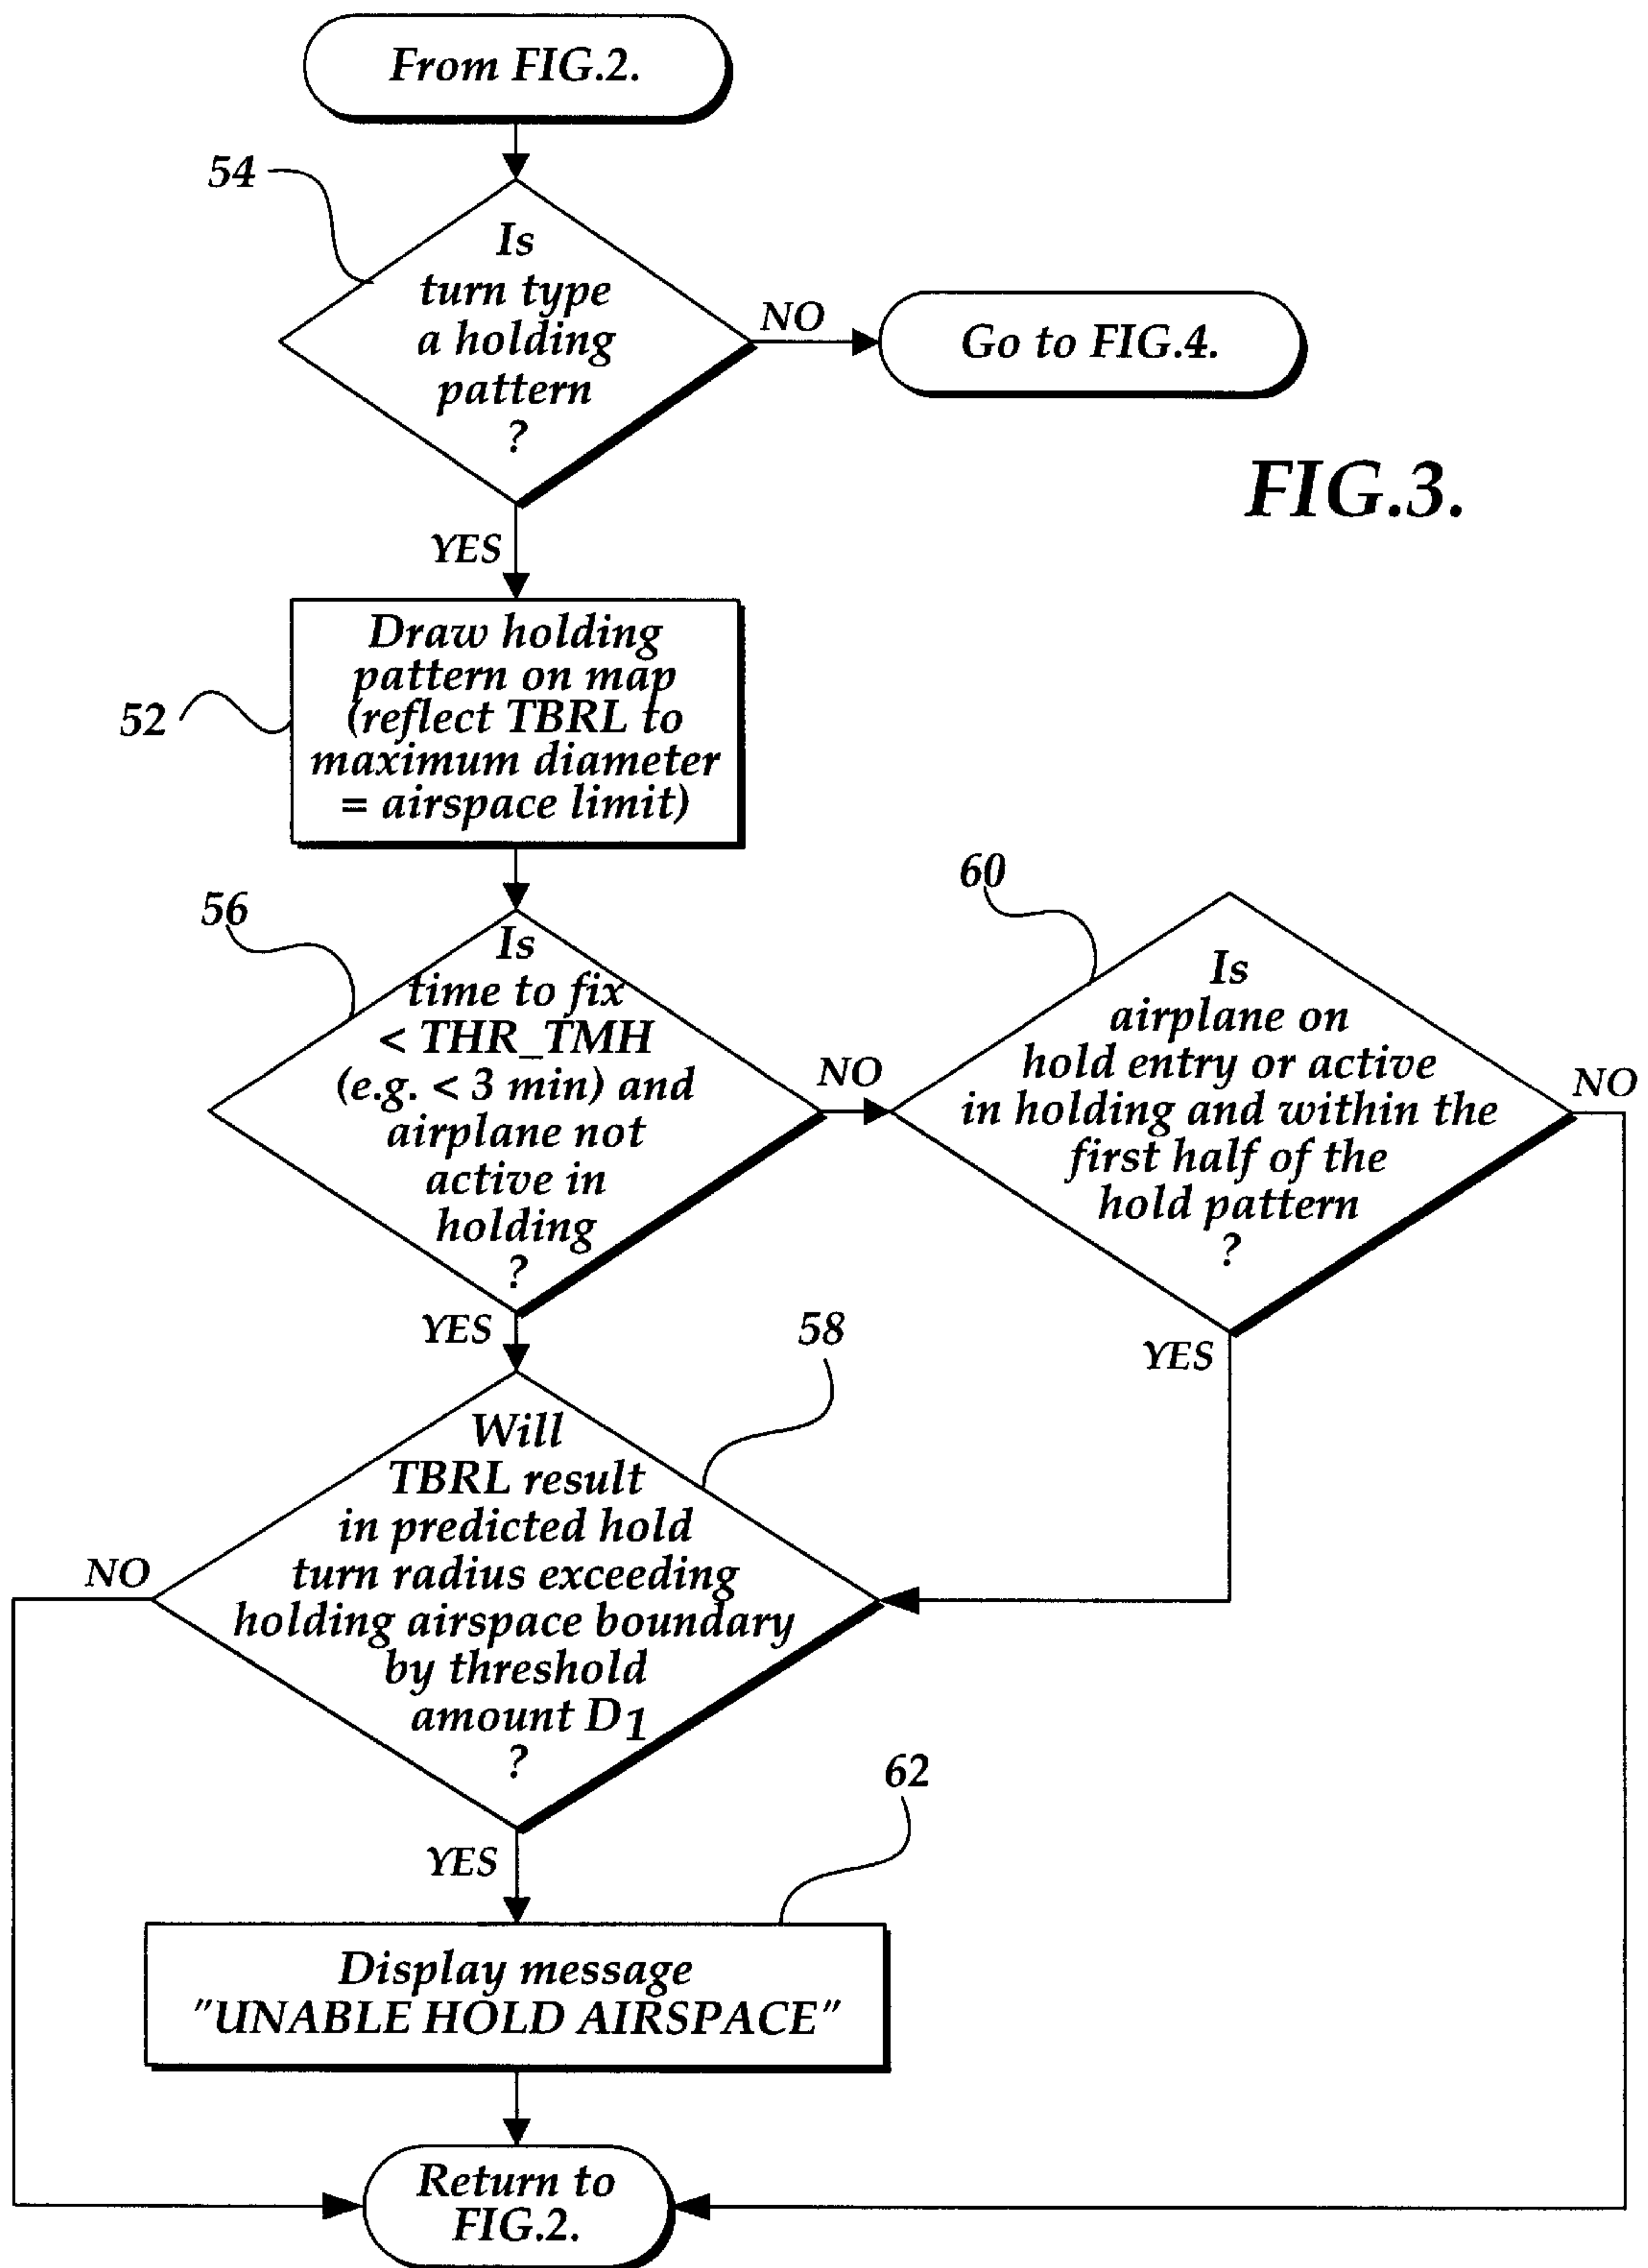 From FIG.2.
54
Is
turn type
a holding
pattern
?
NO
Go to FIG.4.
FIG.3.
YES
52
Draw holding
pattern on map
(reflect TBRL to
maximum diameter
= airspace limit)
56
Is
time to fix
< THR_TMH
(e.g. < 3 min) and
airplane not
active in
holding
?
NO
60
Is
airplane on
hold entry or active
in holding and within the
first half of the
hold pattern
?
NO
YES
YES
58
Will
TBRL result
in predicted hold
turn radius exceeding
holding airspace boundary
by threshold
amount D1
?
NO
YES
62
Display message
"UNABLE HOLD AIRSPACE"
Return to
FIG.2.